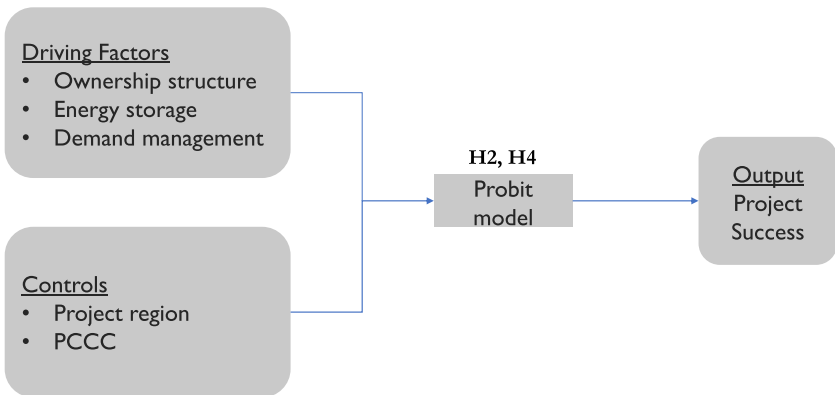 Driving Factors
• Ownership structure
• Energy storage
• Demand management
Controls
• Project region
• PCCC
H2, H4
Probit
model
Output
Project
Success